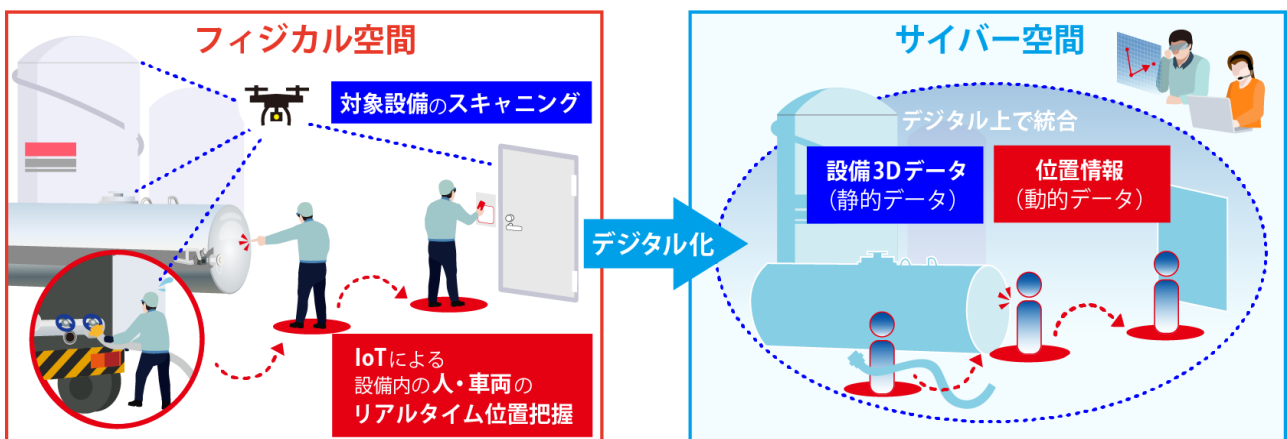 フィジカル空間
対象設備のスキャニング
IoTによる
設備内の人・車両の
リアルタイム位置把握
デジタル化
サイバー空間
デジタル上で統合
設備3Dデータ
（静的データ）
位置情報
（動的データ）